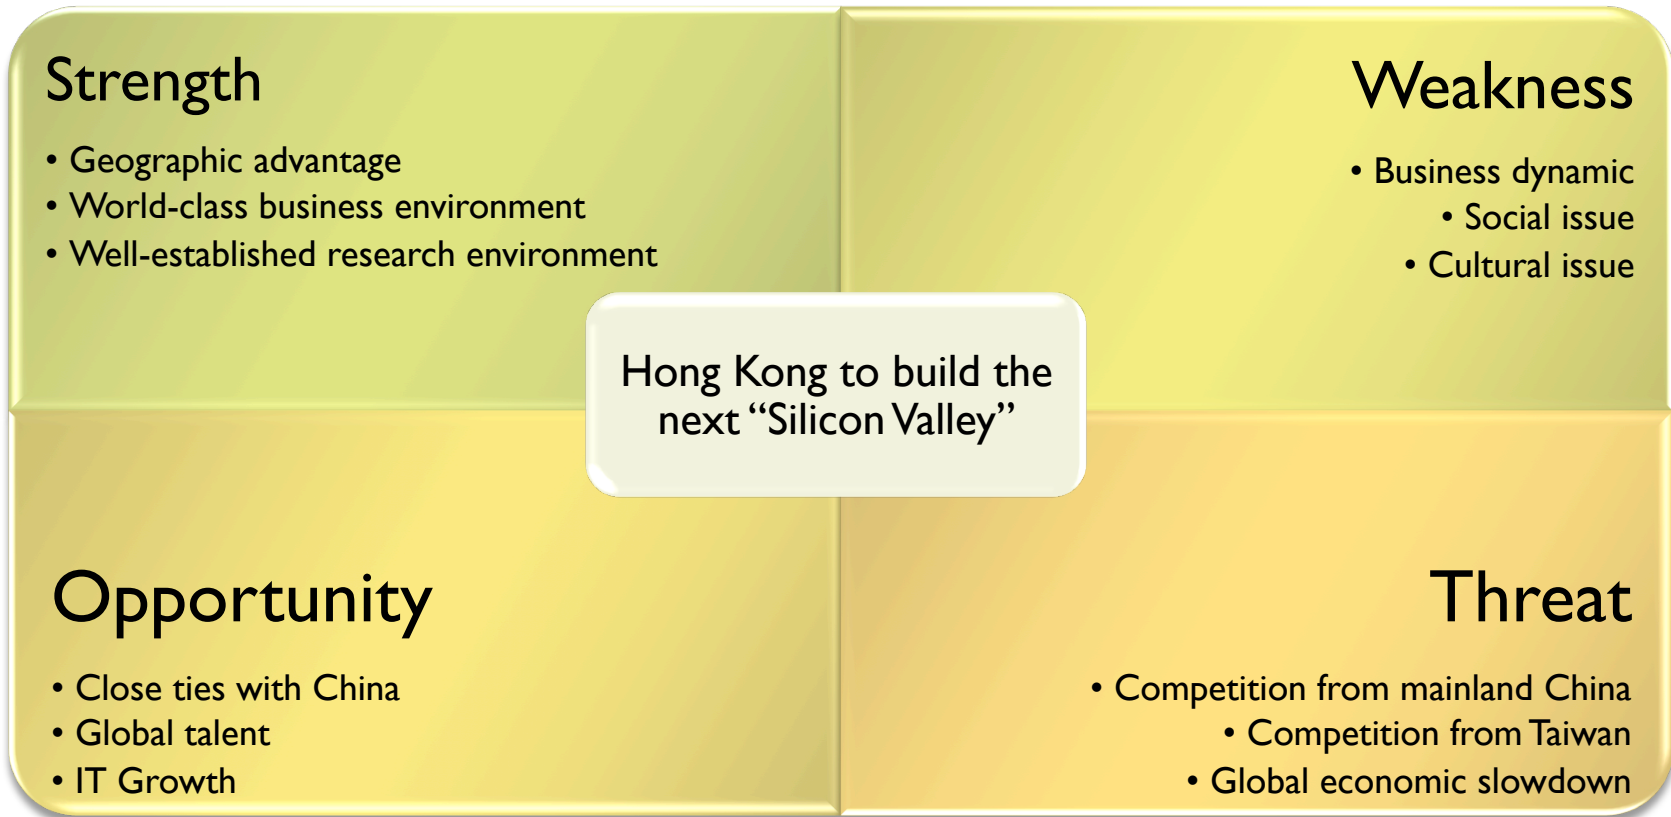 Strength
• Geographic advantage
• World-class business environment
• Well-established research environment
Weakness
• Business dynamic
• Social issue
• Cultural issue
Hong Kong to build the
next “Silicon Valley”
Opportunity
• Close ties with China
• Global talent
• IT Growth
Threat
• Competition from mainland China
• Competition from Taiwan
• Global economic slowdown